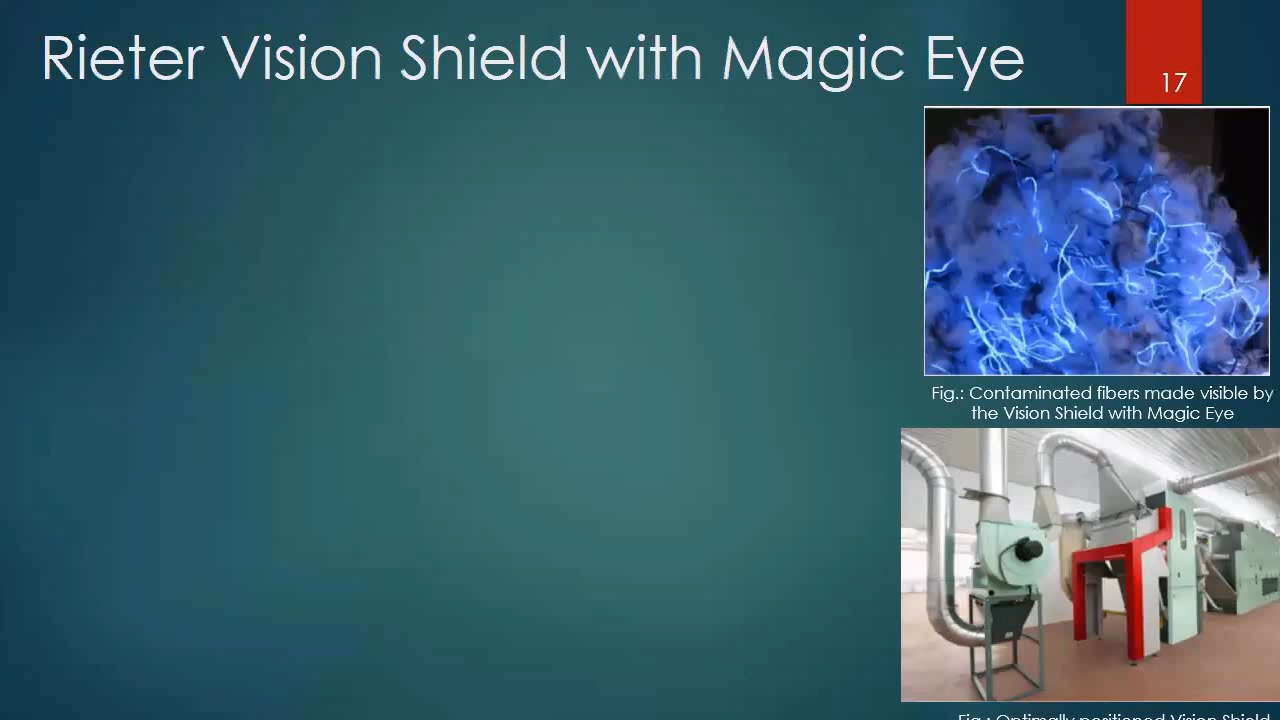 Rieter Vision Shield with Magic Eye
17
Fig.: Contaminated fibers made visible by
the Vision Shield with Magic Eye
Fig.: Optimally positioned Vision Shield